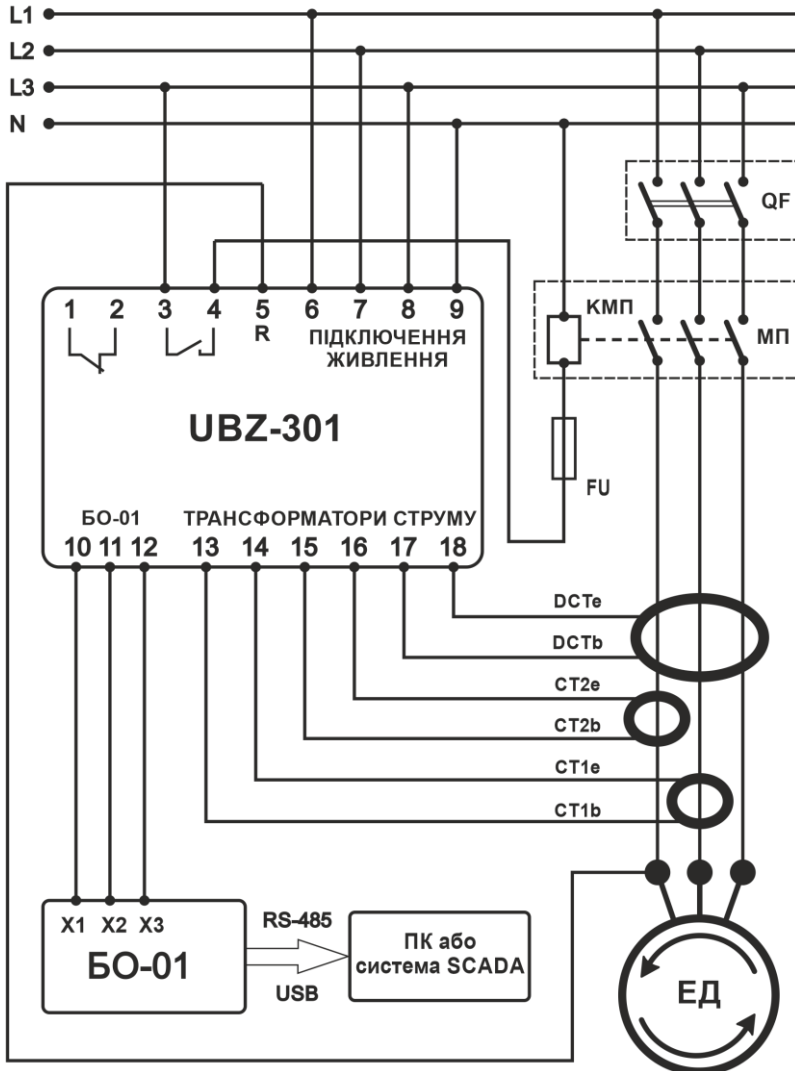 L1
L2
L3
N
QF
1 2 3 4 5 6 7 8 9
R
ПІДКЛЮЧЕННЯ
ЖИВЛЕННЯ
КМП
МП
UBZ-301
FU
БО-01 ТРАНСФОРМАТОРИ СТРУМУ
10 11 12 13 14 15 16 17 18
DCTe
DCTb
CT2e
CT2b
CT1e
CT1b
X1 X2 X3
БО-01
RS-485
USB
ПК або
система SCADA
ЕД